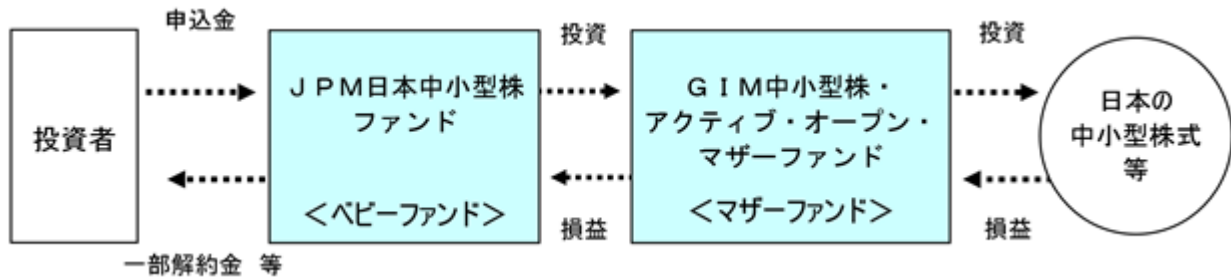 申込金
投資者
一部解約金 等
ＪＰＭ日本中小型株
ファンド
＜ベビーファンド＞
投資
損益
ＧＩＭ中小型株・
アクティブ・オープン・
マザーファンド
＜マザーファンド＞
投資
損益
日本の
中小型株式
等